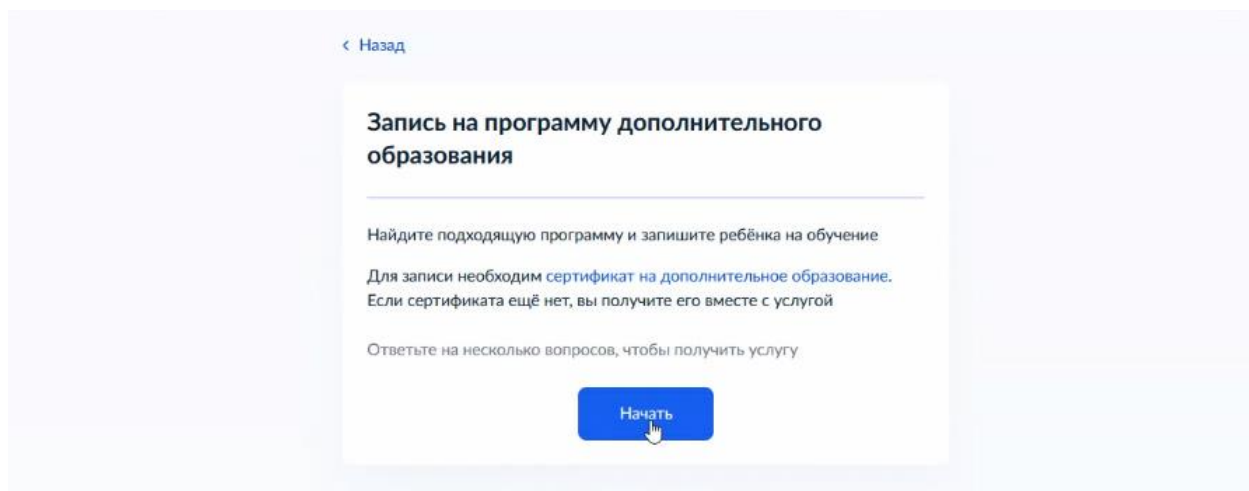 ‹ Назад
Запись на программу дополнительного
образования
Найдите подходящую программу и запишите ребёнка на обучение
Для записи необходим сертификат на дополнительное образование.
Если сертификата ещё нет, вы получите его вместе с услугой
Ответьте на несколько вопросов, чтобы получить услугу
Начать